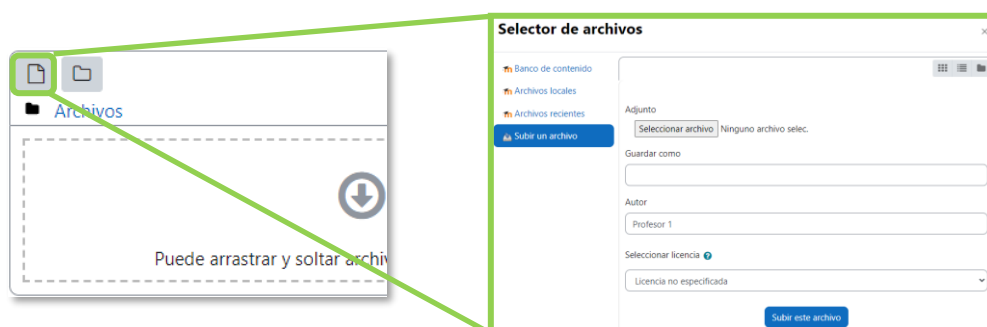 Archivos
Puede arrastrar y soltar archiv
Selector de archivos
Banco de contenido
Archivos locales
Archivos recientes
Subir un archivo
Adjunto
Seleccionar archivo Ninguno archivo selec.
Guardar como
Autor
Profesor 1
Seleccionar licencia
Licencia no especificada
Subir este archivo